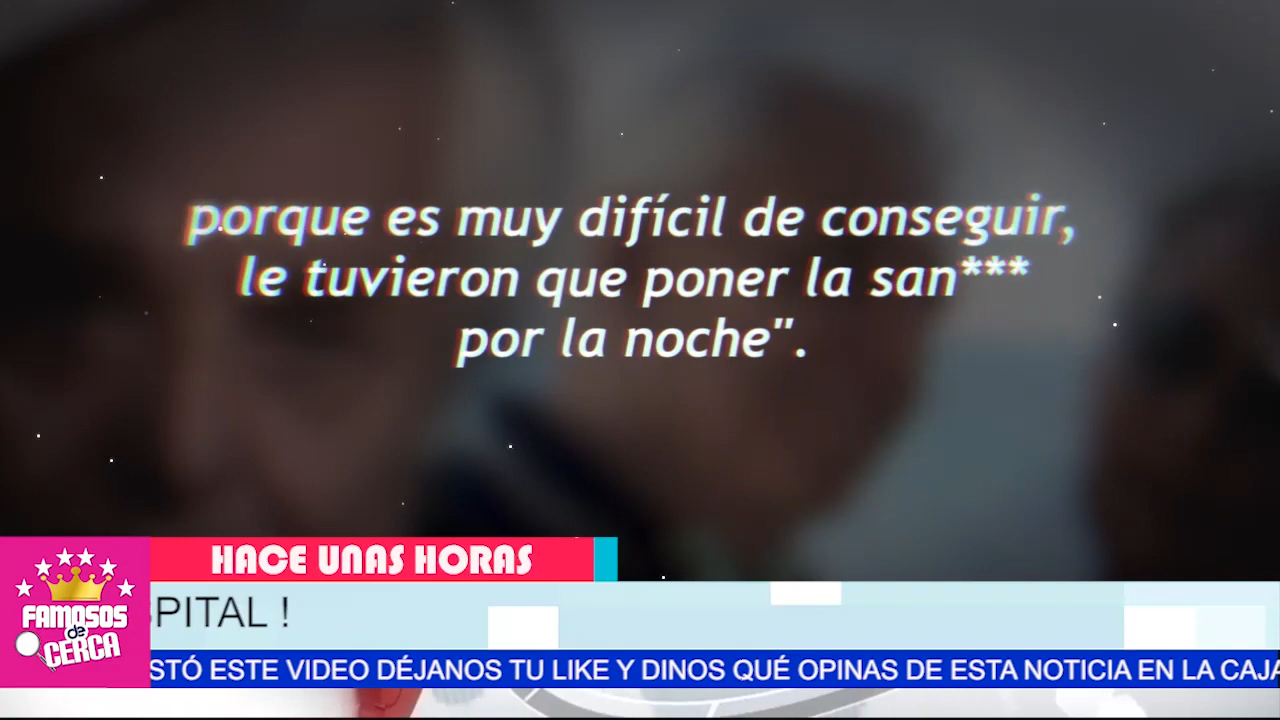 porque es muy difícil de conseguir,
le tuvieron que poner la san***
por la noche".
HACE UNAS HORAS
PITAL !
FAMOSOS
de
CERCA
STÓ ESTE VIDEO DÉJANOS TU LIKE Y DINOS QUÉ OPINAS DE ESTA NOTICIA EN LA CAJA